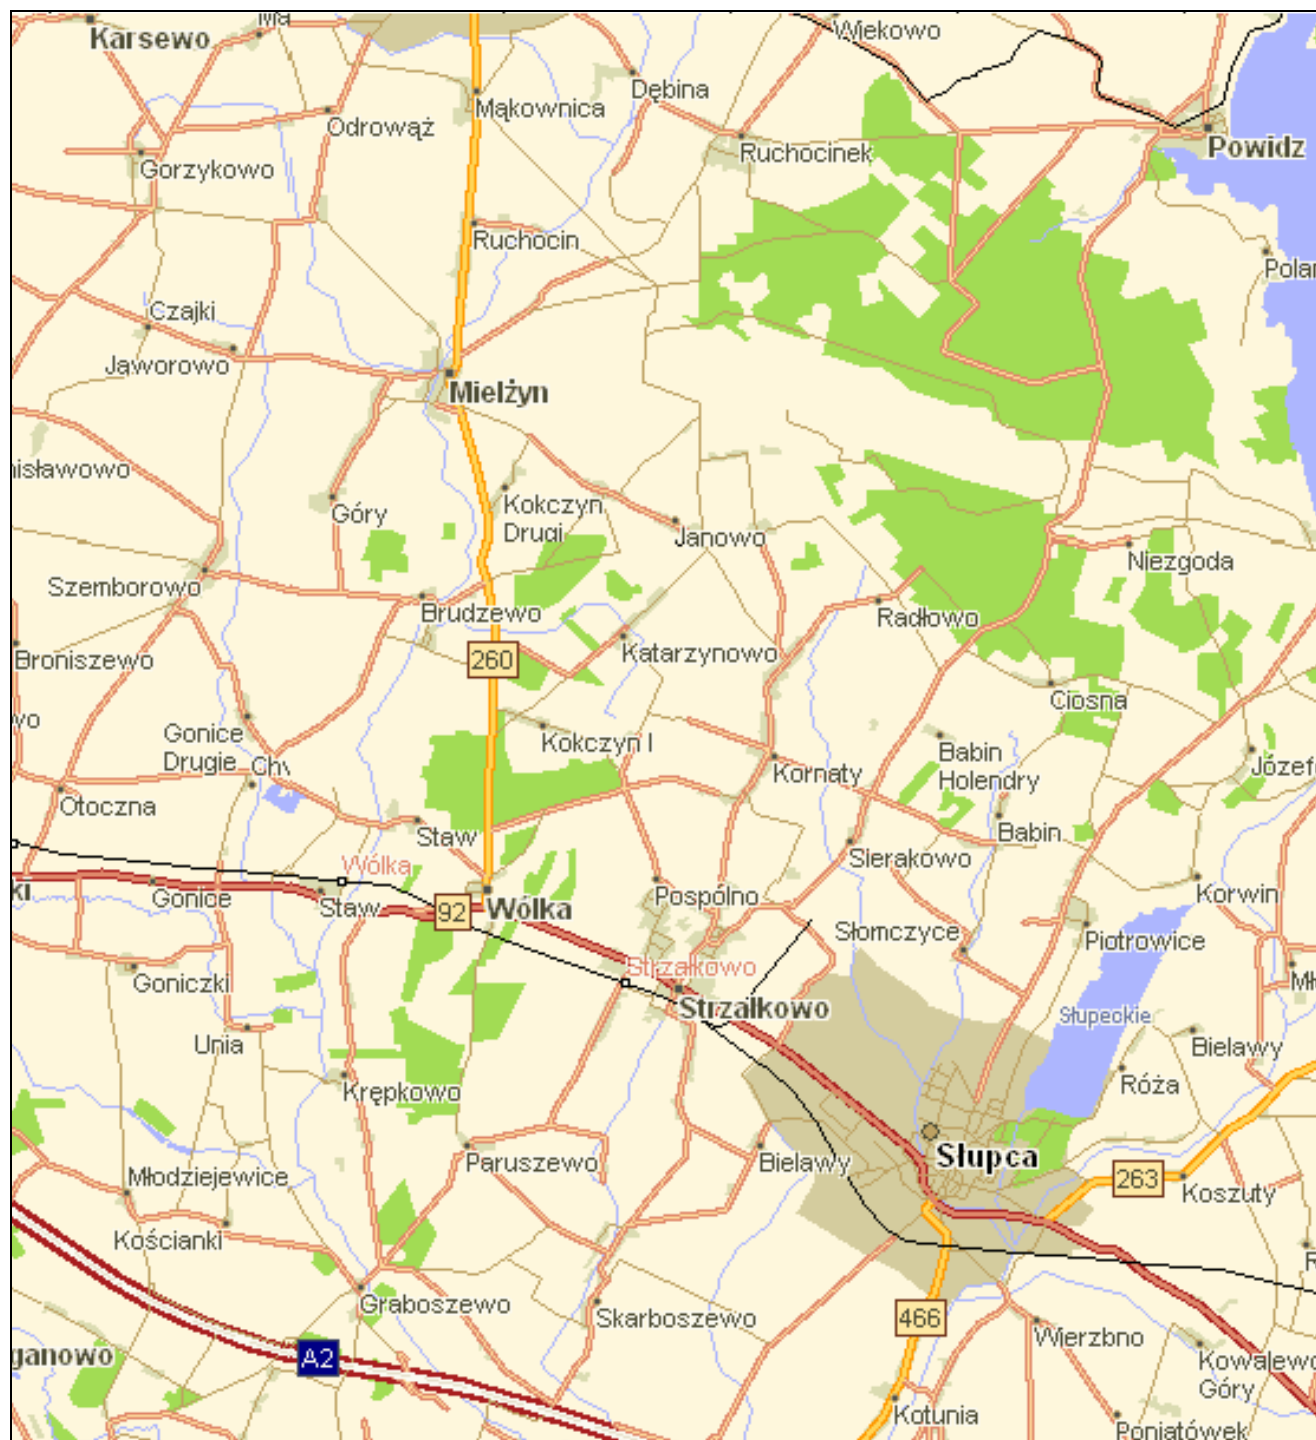 Ma
Karsewo
Wiekowo
Mąkownica
Dębina
Odrowąż
Ruchocinek
Powidz
Gorzykowo
Ruchocin
Czajki
Jaworowo
Mielżyn
nisławowo
Góry
Kokczyn
Drugi
Janowo
Niezgoda
Szemborowo
Brudzewo
Radłowo
Broniszewo
260
Katarzynowo
Ciosna
Gonice
Drugie
Kokczyn I
Babin
Holendry
Kornaty
Otoczna
Staw
Babin
Wólka
Sierakowo
Gonice
Staw
92
Wólka
Pospólno
Korwin
Słomczyce
Piotrowice
Goniczki
Strzałkowo
Strzałkowo
Słupeckie
Unia
Bielawy
Krępkowo
Róża
Paruszewo
Bielawy
Słupca
Młodziejewice
263
Koszuty
Kościanki
Graboszewo
Skarboszewo
466
Wierzbno
ganowo
A2
Kowalewo
Góry
Kotunia
Poniatówek